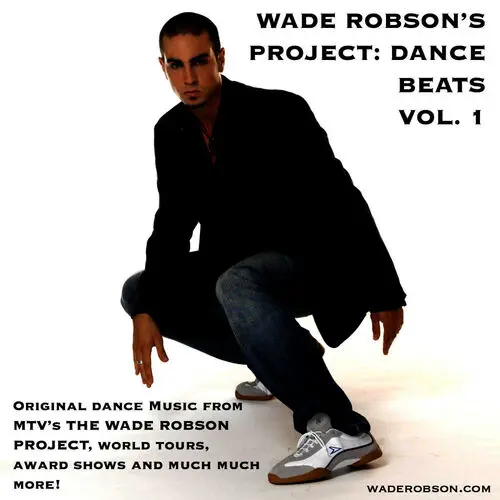 WADE ROBSON'S
PROJECT: DANCE
BEATS
VOL. 1
ORIGINAL DANCE MUSIC FROM
MTV'S THE WADE ROBSON
PROJECT, WORLD TOURS,
AWARD SHOWS AND MUCH MUCH
MORE!
WADEROBSON.COM